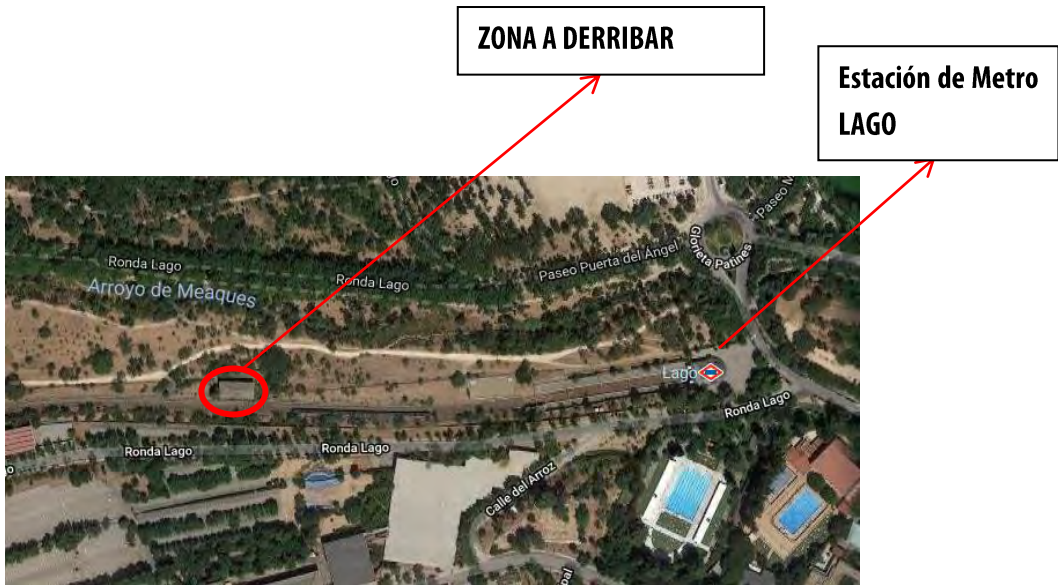 ZONA A DERRIBAR
Estación de Metro
LAGO
Paseo
Glorieta Patines
Paseo Puerta del Ángel
Ronda Lago
Ronda Lago
Arroyo de Meaques
Lago
Ronda Lago
Ronda Lago
Ronda Lago
Calle del Arroz